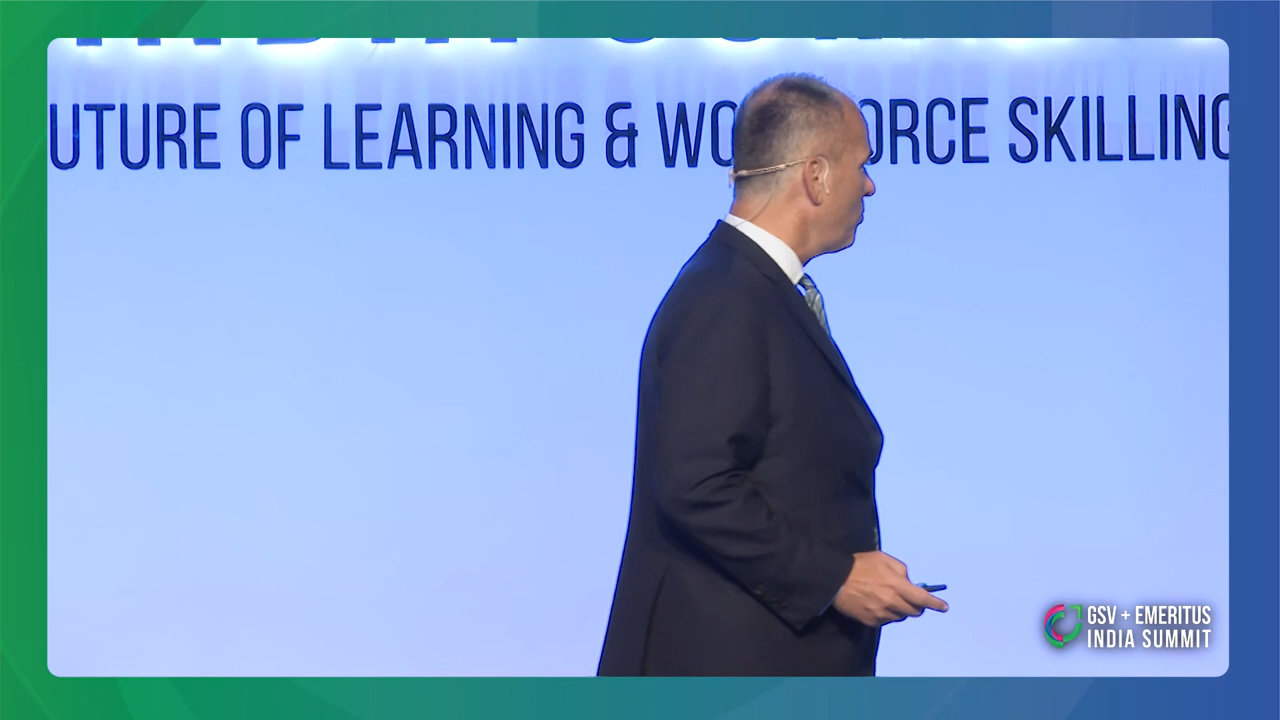 UTURE OF LEARNING & WO ORCE SKILLING
GSV + EMERITUS
INDIA SUMMIT